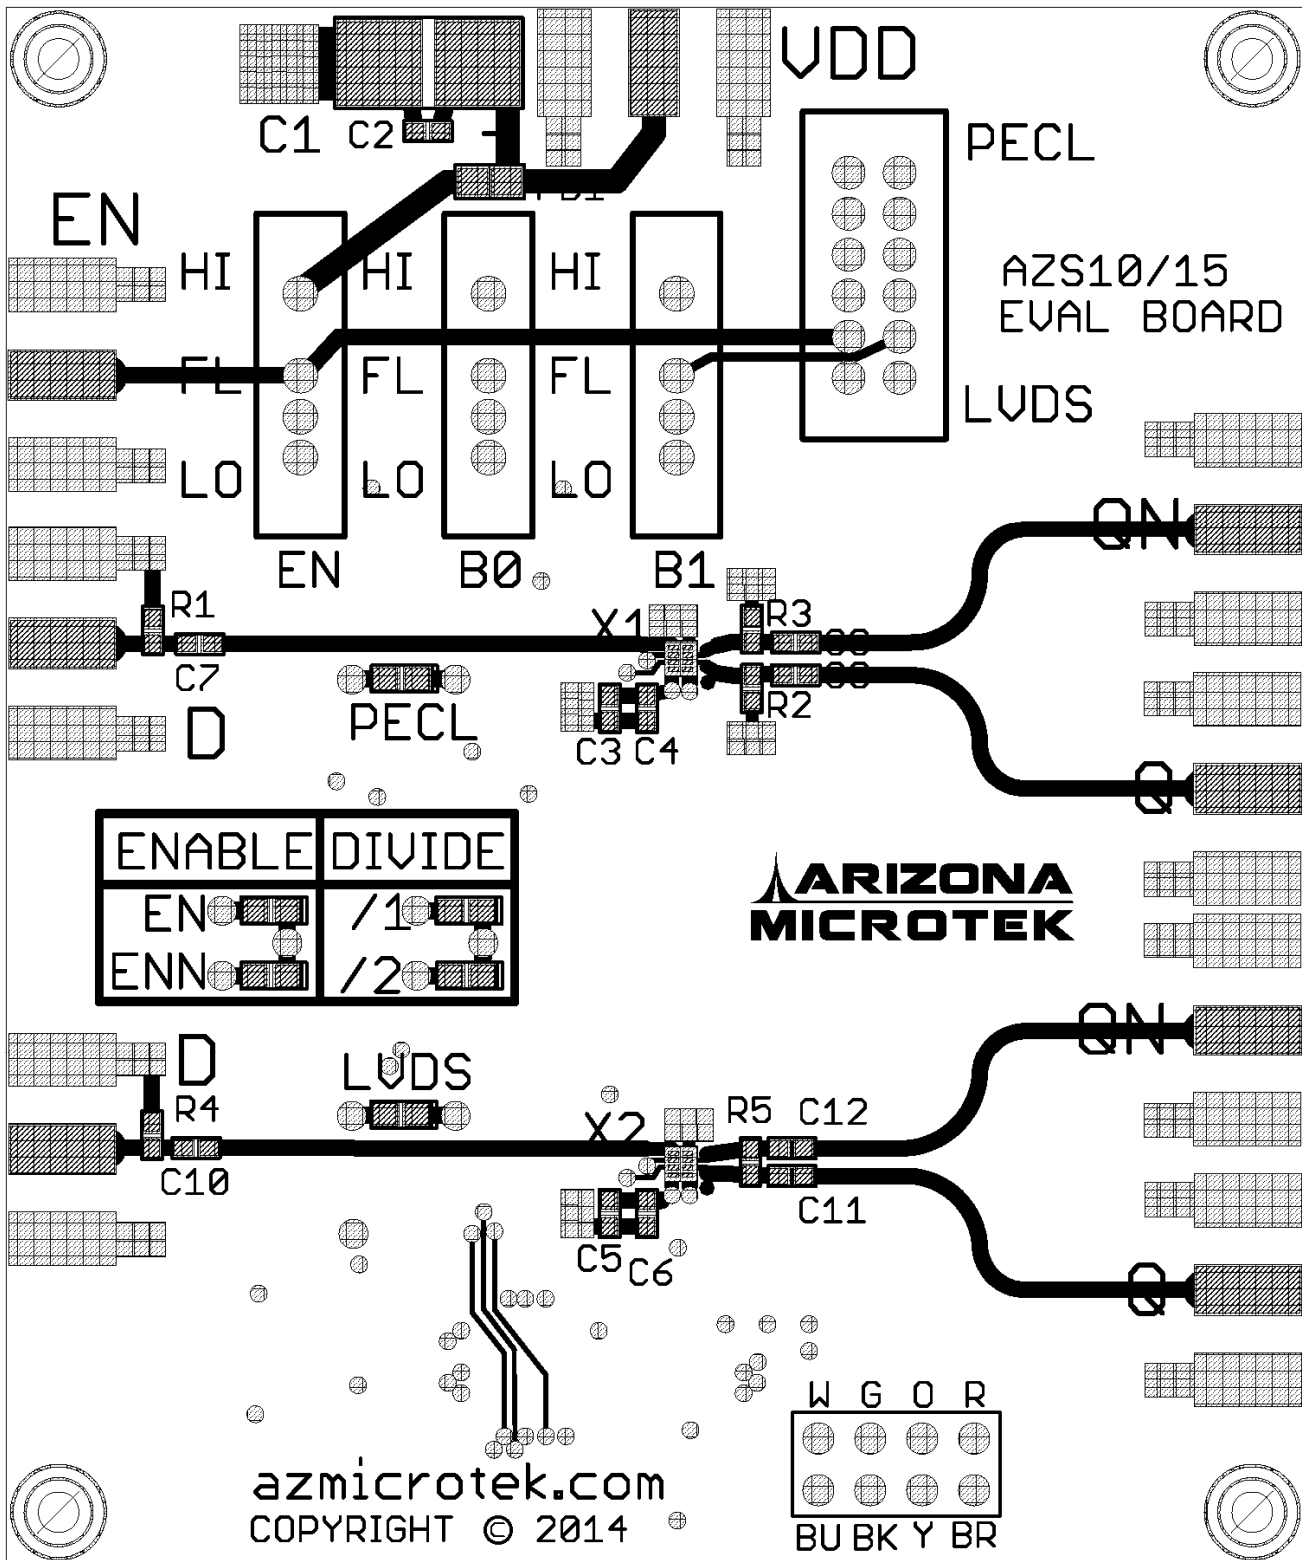 VDD
C1
C2
PECL
EN
HI
HI
HI
AZS10/15
EVAL BOARD
FL
FL
FL
LVDS
LO
LO
LO
QN
EN
B0
B1
R1
X1
R3
C7
PECL
R2
D
C3
C4
Q
ENABLE
DIVIDE
EN
/1
ENN
/2
ARIZONA
MICROTEK
QN
D
LVDS
R4
X2
R5
C12
C10
C11
C5
C6
Q
W G O R
BU BK Y BR
azmicrotek.com
COPYRIGHT © 2014